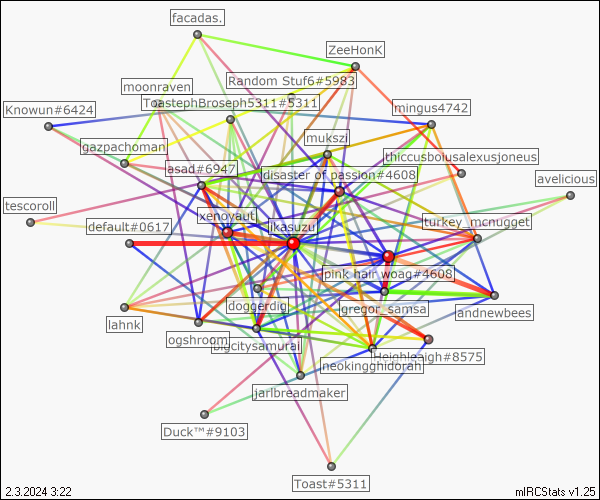 facadas.
ZeeHonK
Random Stuf6#5983
moonraven
ToastephBroseph5311#5311
Knowun#6424
mingus4742
mukszi
gazpachoman
thiccusboiusalexusjoneus
asad#6947
disaster of passion#4608
avelicious
tescoroll
xenoyaut
turkey_mcnugget
default#0617
jikasuzu
pink hair woag#4608
doggerdig
gregor_samsa
andnewbees
lahnk
ogshroom
bigcitysamurai
Heighleigh#8575
neokingghidorah
jarlbreadmaker
Duck™#9103
Toast#5311
2.3.2024 3:22
mIRCStats v1.25